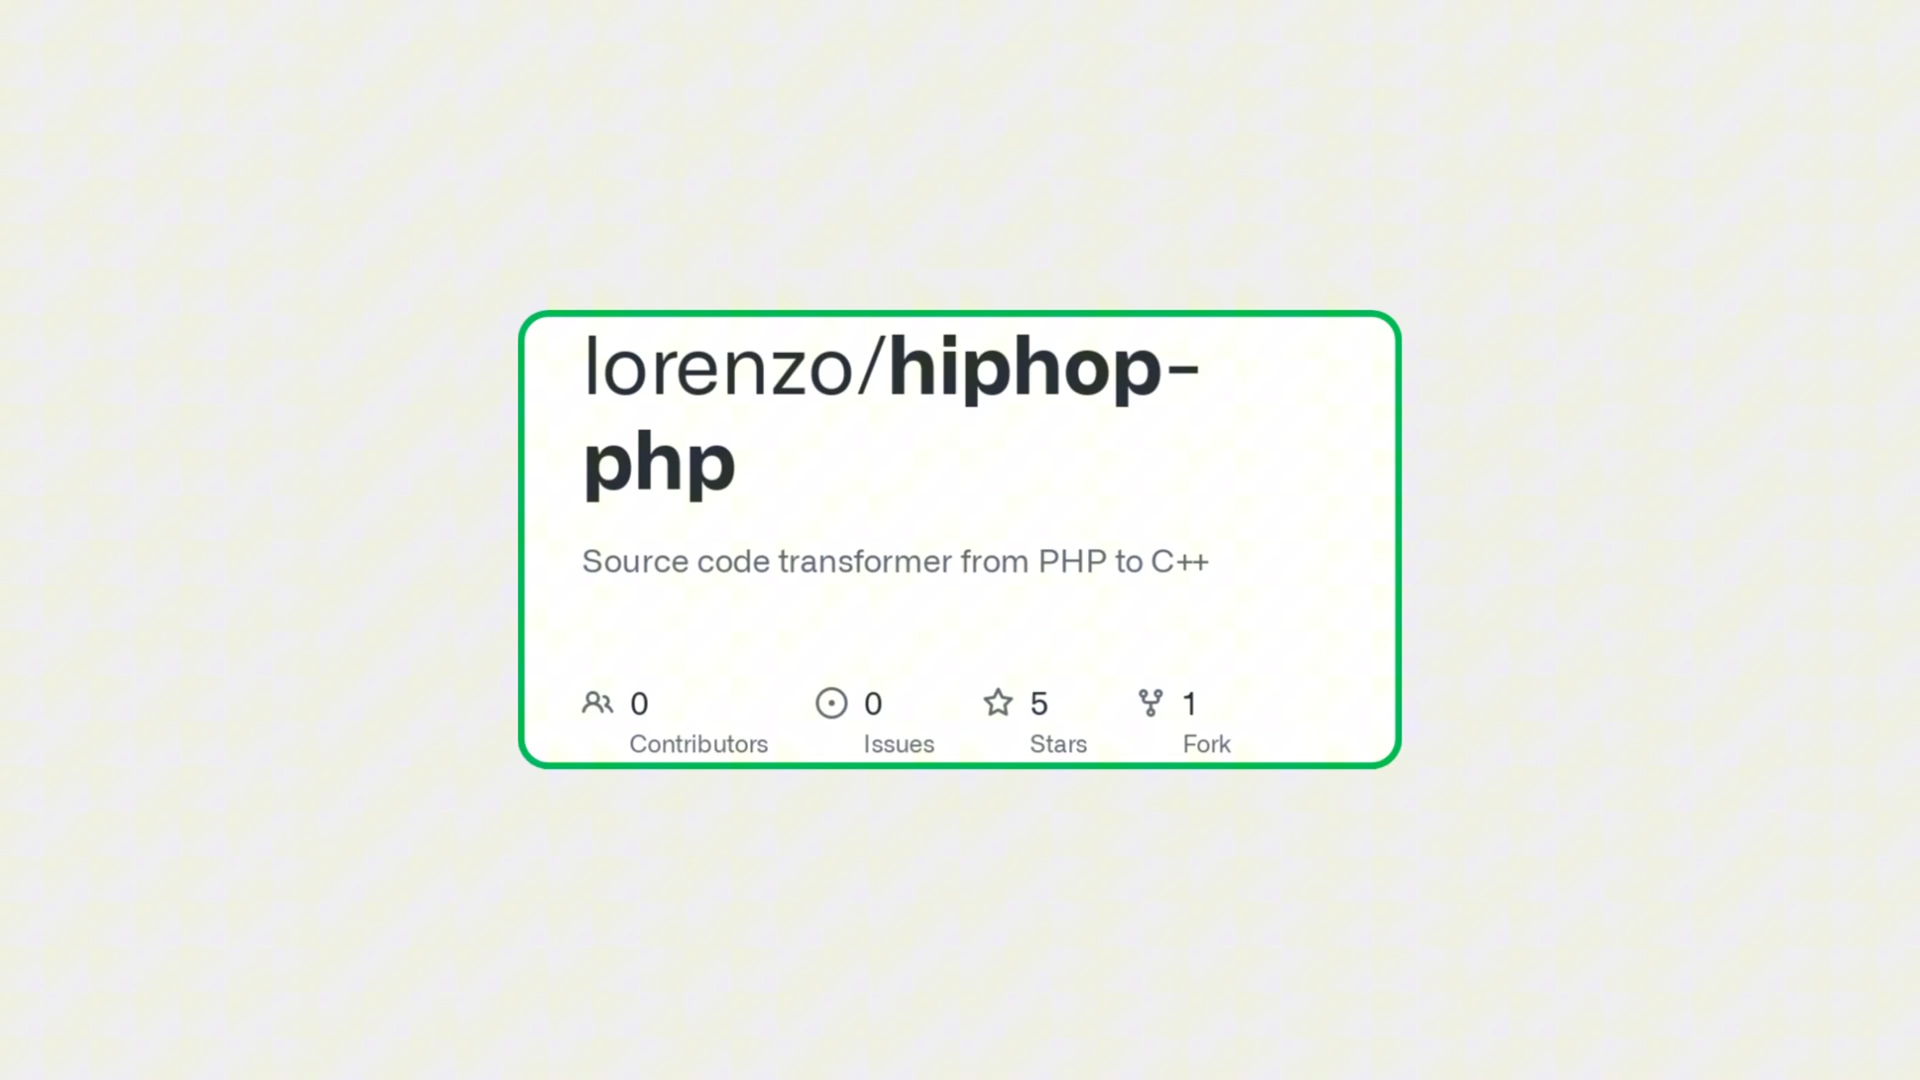 lorenzo/hiphop-
php
Source code transformer from PHP to C++
0 0 5 1
Contributors Issues Stars Fork